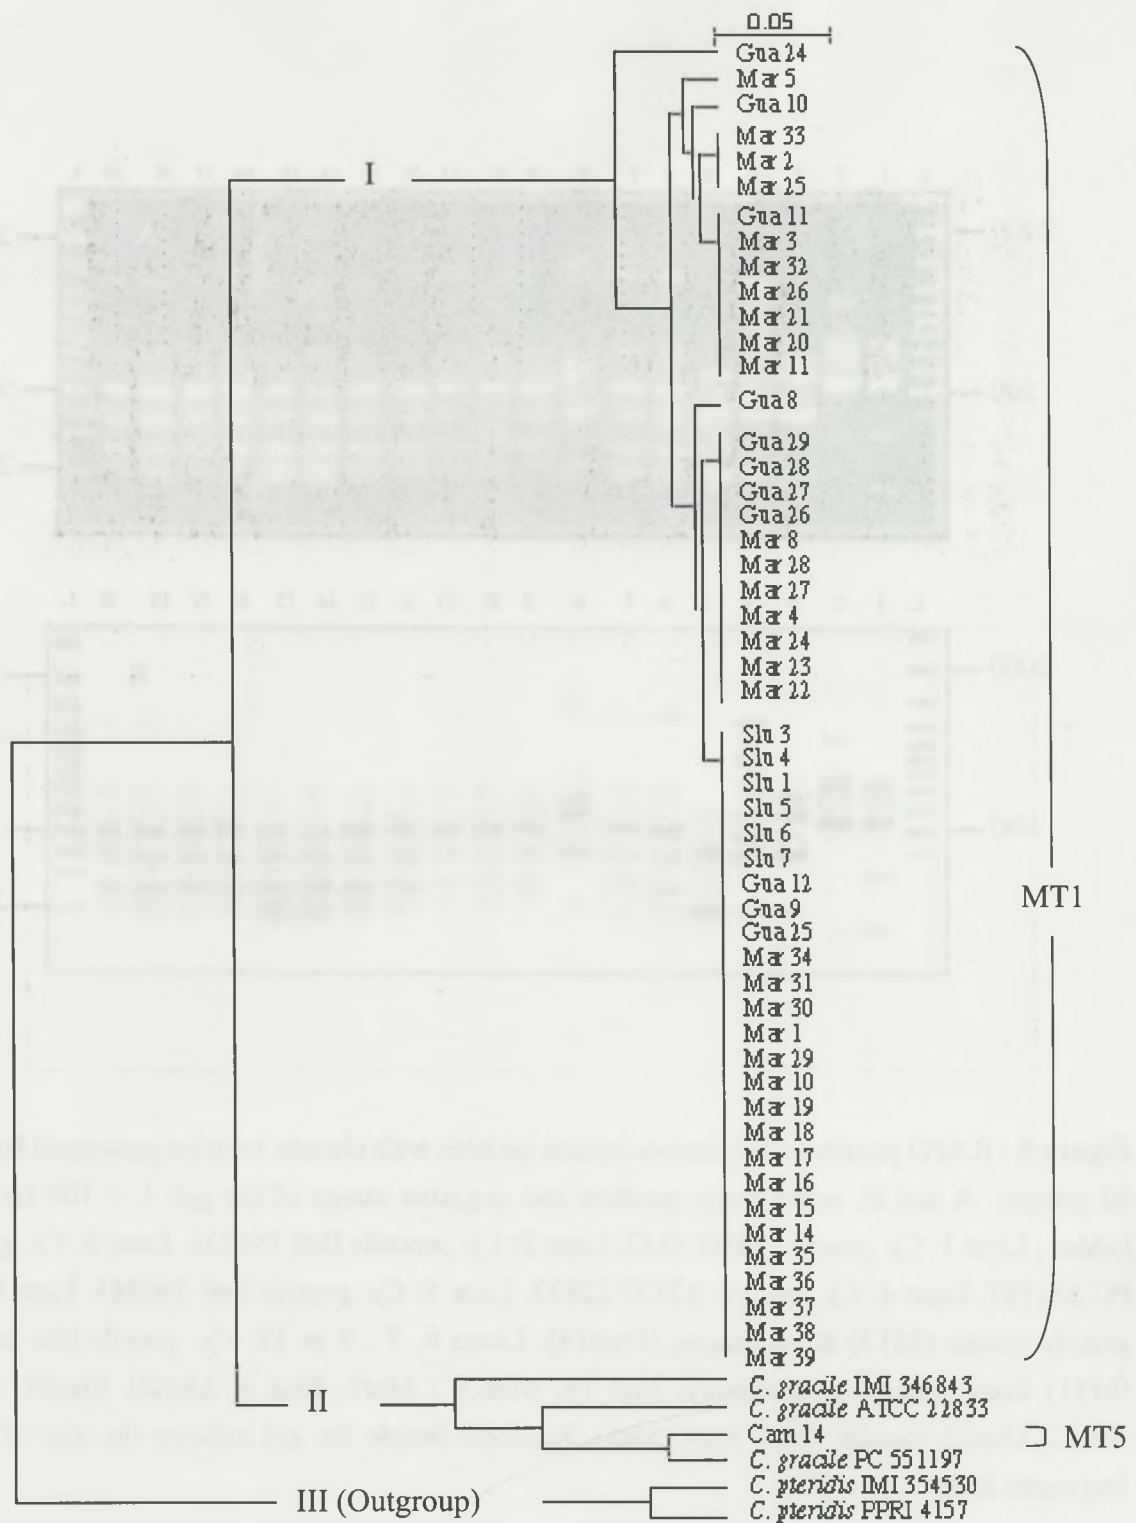 0.05
Gua 24
Mar 5
Gua 10
Mar 33
Mar 2
Mar 25
I
Gua 11
Mar 3
Mar 32
Mar 26
Mar 21
Mar 20
Mar 11
Gua 8
Gua 29
Gua 28
Gua 27
Gua 26
Mar 8
Mar 28
Mar 27
Mar 4
Mar 24
Mar 23
Mar 22
Slu 3
Slu 4
Slu 1
Slu 5
Slu 6
Slu 7
Gua 12
MT1
Gua 9
Gua 25
Mar 34
Mar 31
Mar 30
Mar 1
Mar 29
Mar 10
Mar 19
Mar 18
Mar 17
Mar 16
Mar 15
Mar 14
Mar 35
Mar 36
Mar 37
Mar 38
Mar 39
C. gracile IMI 346843
II
C. gracile ATCC 22833
Cam 14
MT5
C. gracile PC 551197
C. pteridis IMI 354530
III (Outgroup)
C. pteridis PPRI 4157